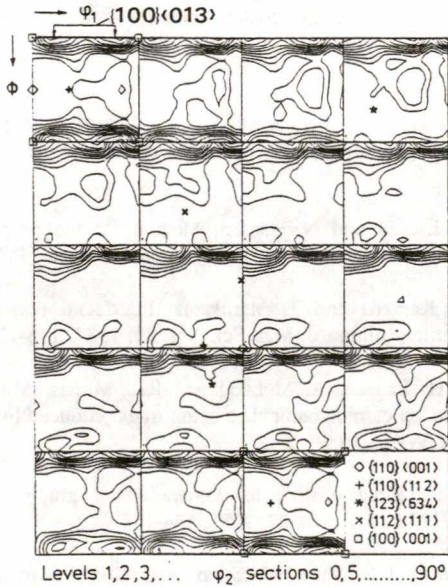 φ₁ {100}⟨013⟩
Φ
◇ {110}⟨001⟩
+ {110}⟨112⟩
* {123}⟨634⟩
× {112}⟨111⟩
□ {100}⟨001⟩
Levels 1,2,3,... φ₂ sections 0,5,........,90°